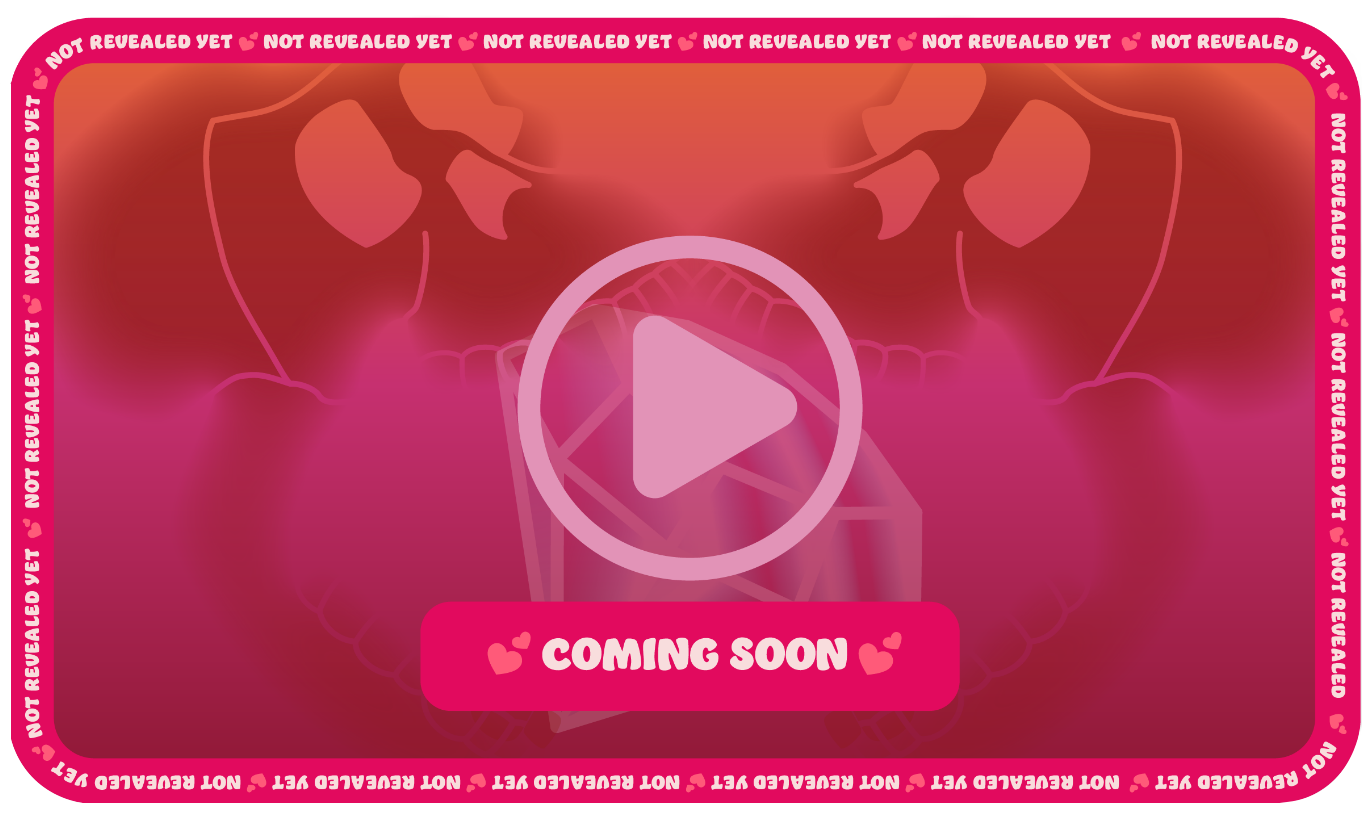 NOT REVEALED YET 💕 NOT REVEALED YET 💕 NOT REVEALED YET 💕 NOT REVEALED YET 💕 NOT REVEALED YET 💕 NOT REVEALED YET 💕
NOT REVEALED YET 💕 NOT REVEALED YET 💕 NOT REVEALED 💕
NOT REVEALED YET 💕 NOT REVEALED YET 💕 NOT REVEALED YET 💕 NOT REVEALED YET 💕 NOT REVEALED YET 💕 NOT REVEALED YET 💕
NOT REVEALED YET 💕 NOT REVEALED YET 💕 NOT REVEALED YET 💕
💕 COMING SOON 💕